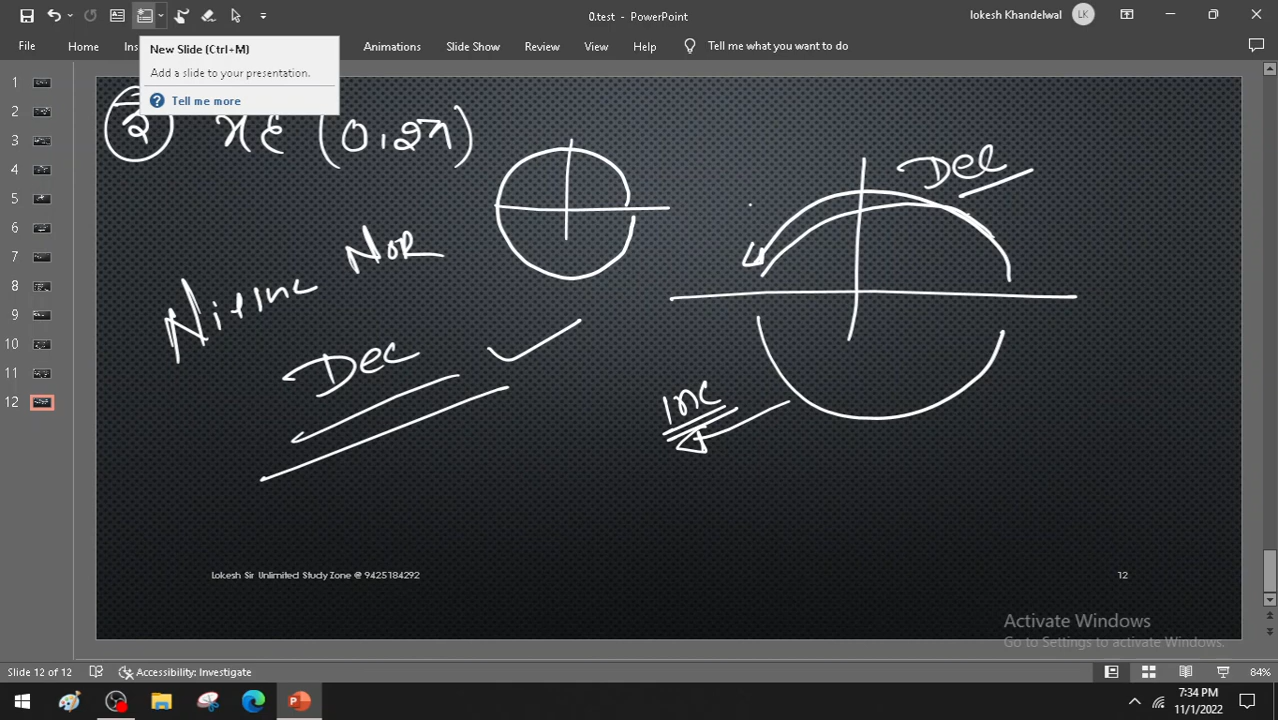 0.test - PowerPoint
lokesh Khandelwal
LK
File
Home
Ins
Animations
Slide Show
Review
View
Help
Tell me what you want to do
New Slide (Ctrl+M)
Add a slide to your presentation.
? Tell me more
1
2
3
4
5
6
7
8
9
10
11
12
2 x ∈ (0, 2π)
Dec
NOR
Ni+Inc
Dec
Inc
Lokesh Sir Unlimited Study Zone @ 9425184292
12
Activate Windows
Go to Settings to activate Windows.
Slide 12 of 12
Accessibility: Investigate
84%
7:34 PM
11/1/2022